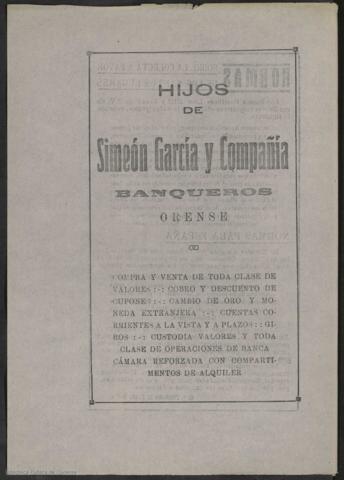 HIJOS
DE
Simeón García y Compañía
BANQUEROS
ORENSE
COMPRA Y VENTA DE TODA CLASE DE
VALORES :-: COBRO Y DESCUENTO DE
CUPONES :-: CAMBIO DE ORO Y MO-
NEDA EXTRANJERA :-: CUENTAS CO-
RRIENTES A LA VISTA Y A PLAZOS :: GI-
ROS :-: CUSTODIA VALORES Y TODA
CLASE DE OPERACIONES DE BANCA
CÁMARA REFORZADA CON COMPARTI-
MENTOS DE ALQUILER